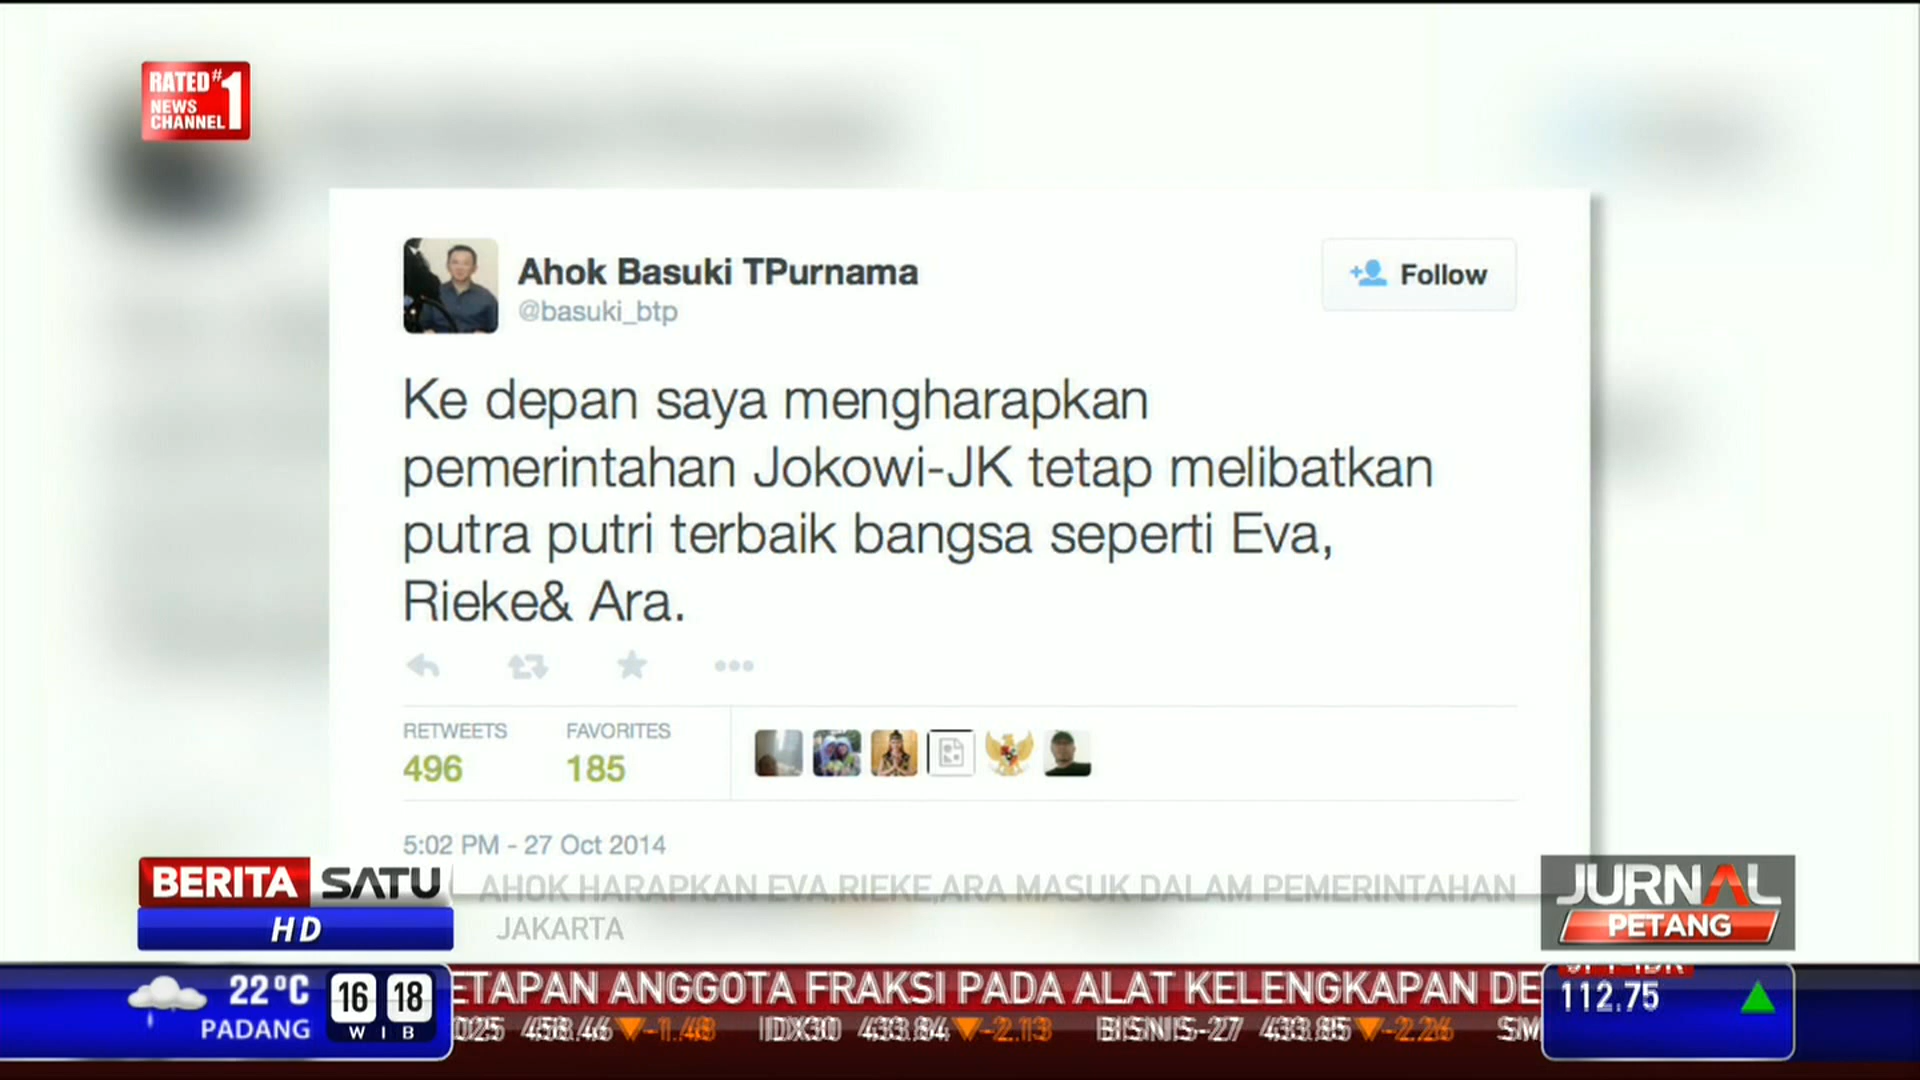 RATED #1
NEWS
CHANNEL
Ahok Basuki TPurnama
@basuki_btp
Follow
Ke depan saya mengharapkan
pemerintahan Jokowi-JK tetap melibatkan
putra putri terbaik bangsa seperti Eva,
Rieke& Ara.
RETWEETS
496
FAVORITES
185
5:02 PM - 27 Oct 2014
BERITA SATU
HD
AHOK HARAPKAN EVA,RIEKE,ARA MASUK DALAM PEMERINTAHAN
JAKARTA
JURNAL
PETANG
22°C
PADANG
16 18
WIB
ETAPAN ANGGOTA FRAKSI PADA ALAT KELENGKAPAN DE
IDX30 433.84 -2.13 BISNIS-27 433.85 -2.26 SM
112.75